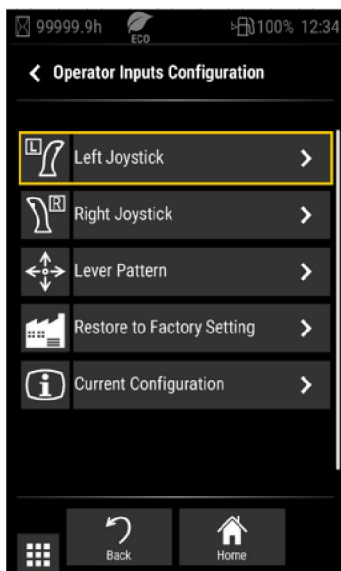 99999.9h ECO 100% 12:34
Operator Inputs Configuration
L Left Joystick
R Right Joystick
Lever Pattern
Restore to Factory Setting
i Current Configuration
Back Home